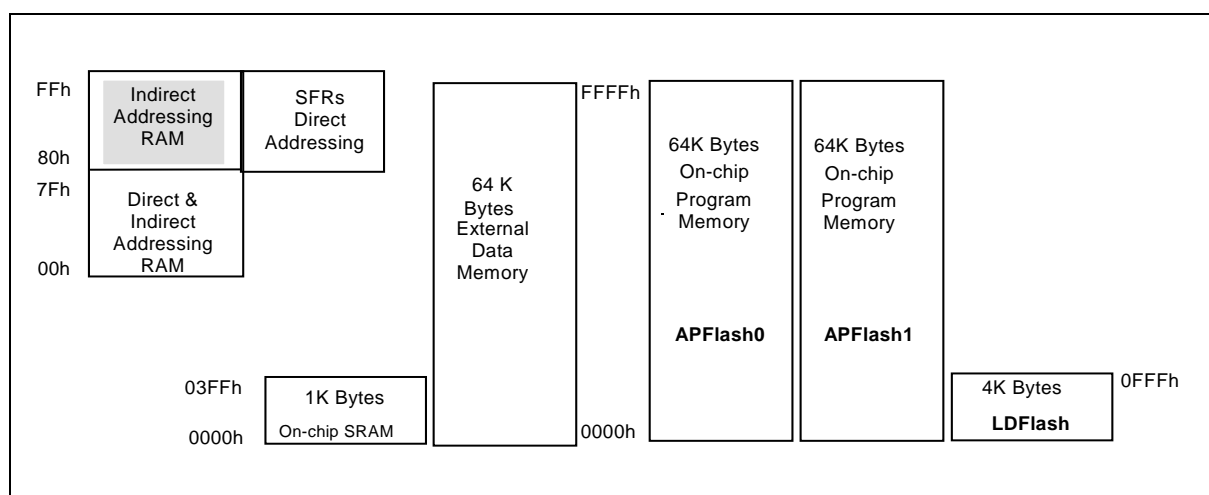 FFh
80h
7Fh
00h
Indirect
Addressing
RAM
SFRs
Direct
Addressing
Direct &
Indirect
Addressing
RAM
03FFh
0000h
1K Bytes
On-chip SRAM
64 K
Bytes
External
Data
Memory
FFFFh
0000h
64K Bytes
On-chip
Program
Memory
APFlash0
64K Bytes
On-chip
Program
Memory
APFlash1
4K Bytes
LDFlash
0FFFh